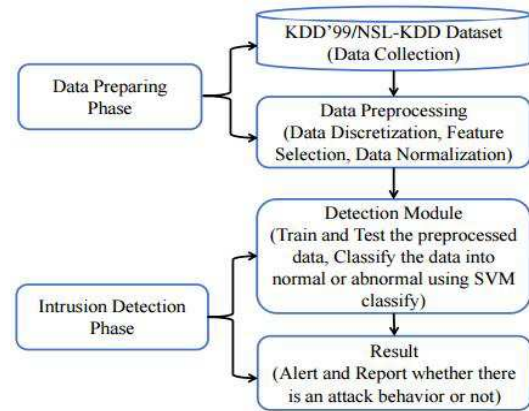 KDD'99/NSL-KDD Dataset
(Data Collection)
Data Preparing
Phase
Data Preprocessing
(Data Discretization, Feature
Selection, Data Normalization)
Detection Module
(Train and Test the preprocessed
data, Classify the data into
normal or abnormal using SVM
classify)
Intrusion Detection
Phase
Result
(Alert and Report whether there
is an attack behavior or not)